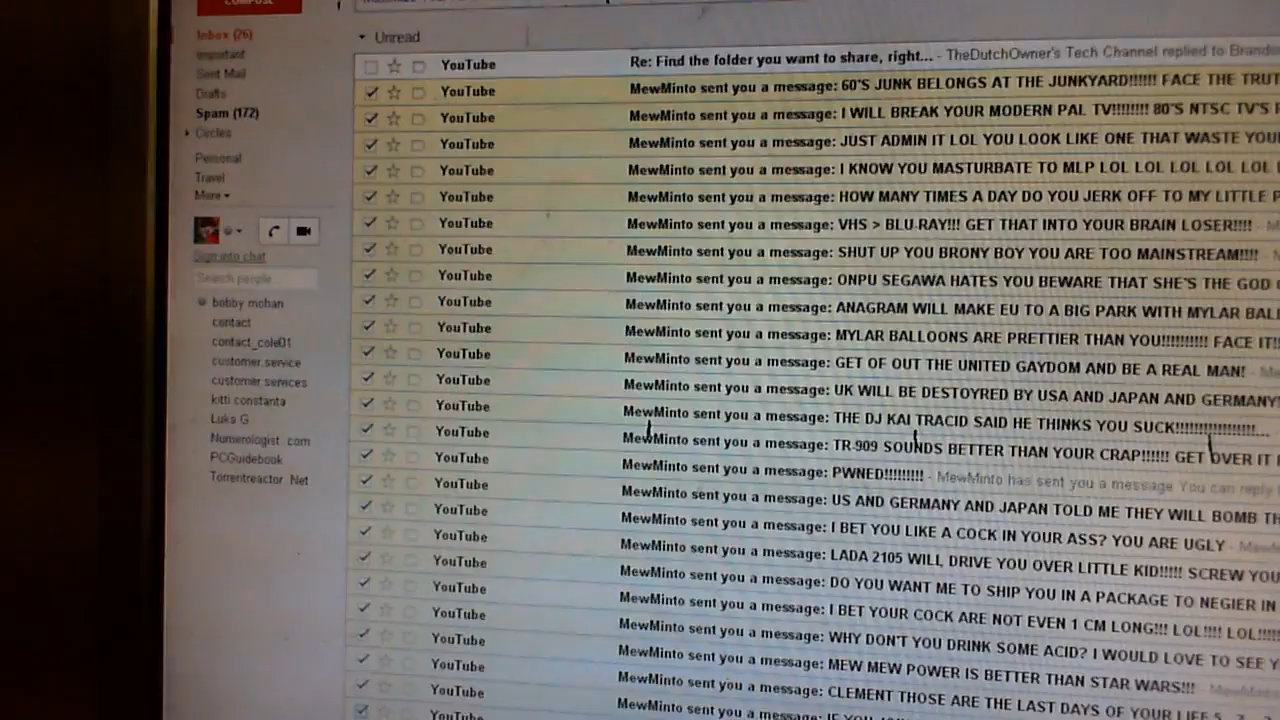 COMPOSE
Inbox (26)
Important
Sent Mail
Drafts
Spam (172)
Circles
Personal
Travel
More
Sign into chat
Search people
bobby mohan
contact
contact_cole01
customer.service
customer.services
kitti constanta
Luks G
Numerologist com
PCGuidebook
Torrentreactor Net
Unread
YouTube Re: Find the folder you want to share, right... - TheDutchOwner's Tech Channel replied to
YouTube MewMinto sent you a message: 60'S JUNK BELONGS AT THE JUNKYARD!!!!!! FACE THE
YouTube MewMinto sent you a message: I WILL BREAK YOUR MODERN PAL TV!!!!!!!! 80'S NTSC TV'S
YouTube MewMinto sent you a message: JUST ADMIN IT LOL YOU LOOK LIKE ONE THAT WASTE
YouTube MewMinto sent you a message: I KNOW YOU MASTURBATE TO MLP LOL LOL LOL LOL LOL
YouTube MewMinto sent you a message: HOW MANY TIMES A DAY DO YOU JERK OFF TO MY LITTLE
YouTube MewMinto sent you a message: VHS > BLU-RAY!!! GET THAT INTO YOUR BRAIN LOSER!!!!
YouTube MewMinto sent you a message: SHUT UP YOU BRONY BOY YOU ARE TOO MAINSTREAM!!!!
YouTube MewMinto sent you a message: ONPU SEGAWA HATES YOU BEWARE THAT SHE'S THE GOD
YouTube MewMinto sent you a message: ANAGRAM WILL MAKE EU TO A BIG PARK WITH MYLAR
YouTube MewMinto sent you a message: MYLAR BALLOONS ARE PRETTIER THAN YOU!!!!!!!!!! FACE IT!!
YouTube MewMinto sent you a message: GET OF OUT THE UNITED GAYDOM AND BE A REAL MAN!
YouTube MewMinto sent you a message: UK WILL BE DESTOYRED BY USA AND JAPAN AND GERMANY
YouTube MewMinto sent you a message: THE DJ KAI TRACID SAID HE THINKS YOU SUCK!!!!!!!!!!!!!!!!!!...
YouTube MewMinto sent you a message: TR-909 SOUNDS BETTER THAN YOUR CRAP!!!!!! GET OVER IT
YouTube MewMinto sent you a message: PWNED!!!!!!!!! - MewMinto has sent you a message You can reply
YouTube MewMinto sent you a message: US AND GERMANY AND JAPAN TOLD ME THEY WILL BOMB
YouTube MewMinto sent you a message: I BET YOU LIKE A COCK IN YOUR ASS? YOU ARE UGLY
YouTube MewMinto sent you a message: LADA 2105 WILL DRIVE YOU OVER LITTLE KID!!!!! SCREW
YouTube MewMinto sent you a message: DO YOU WANT ME TO SHIP YOU IN A PACKAGE TO NEGIER IN
YouTube MewMinto sent you a message: I BET YOUR COCK ARE NOT EVEN 1 CM LONG!!! LOL!!!! LOL!!!!
YouTube MewMinto sent you a message: WHY DON'T YOU DRINK SOME ACID? I WOULD LOVE TO SEE
YouTube MewMinto sent you a message: MEW MEW POWER IS BETTER THAN STAR WARS!!!
YouTube MewMinto sent you a message: CLEMENT THOSE ARE THE LAST DAYS OF YOUR
YouTube MewMinto sent you a message: